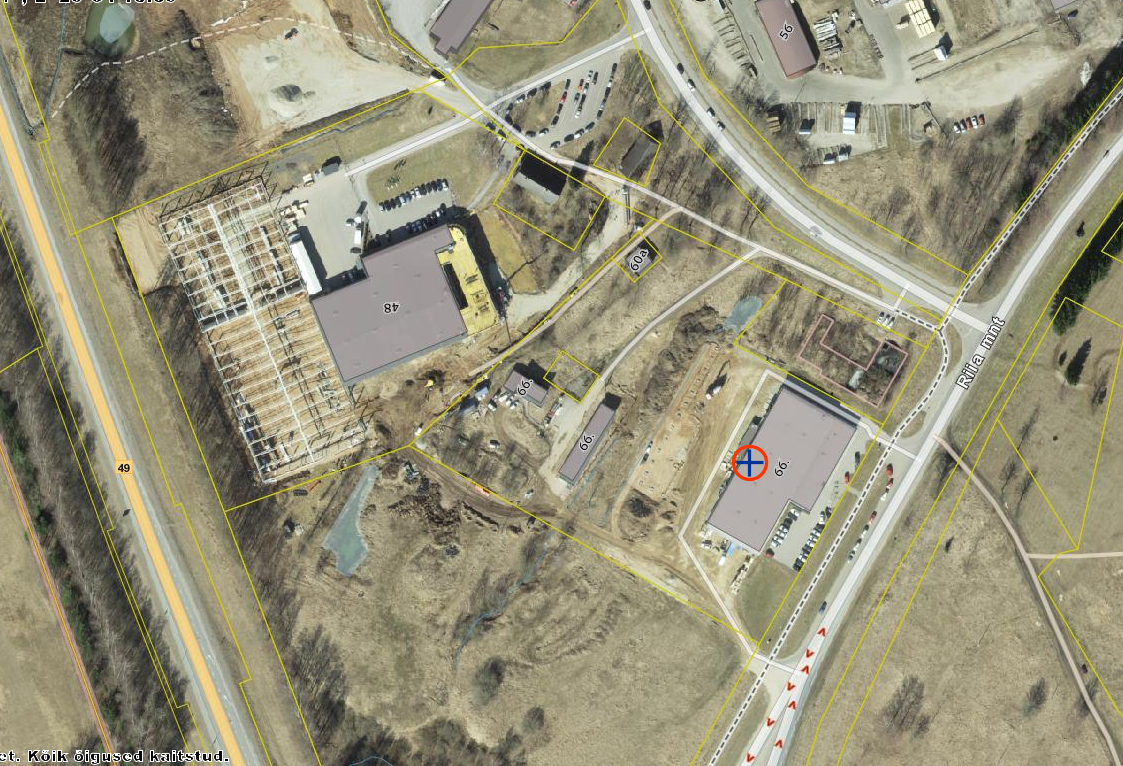 56
60a
48
66.
66.
66.
Riia mnt
49
et. Kõik õigused kaitstud.